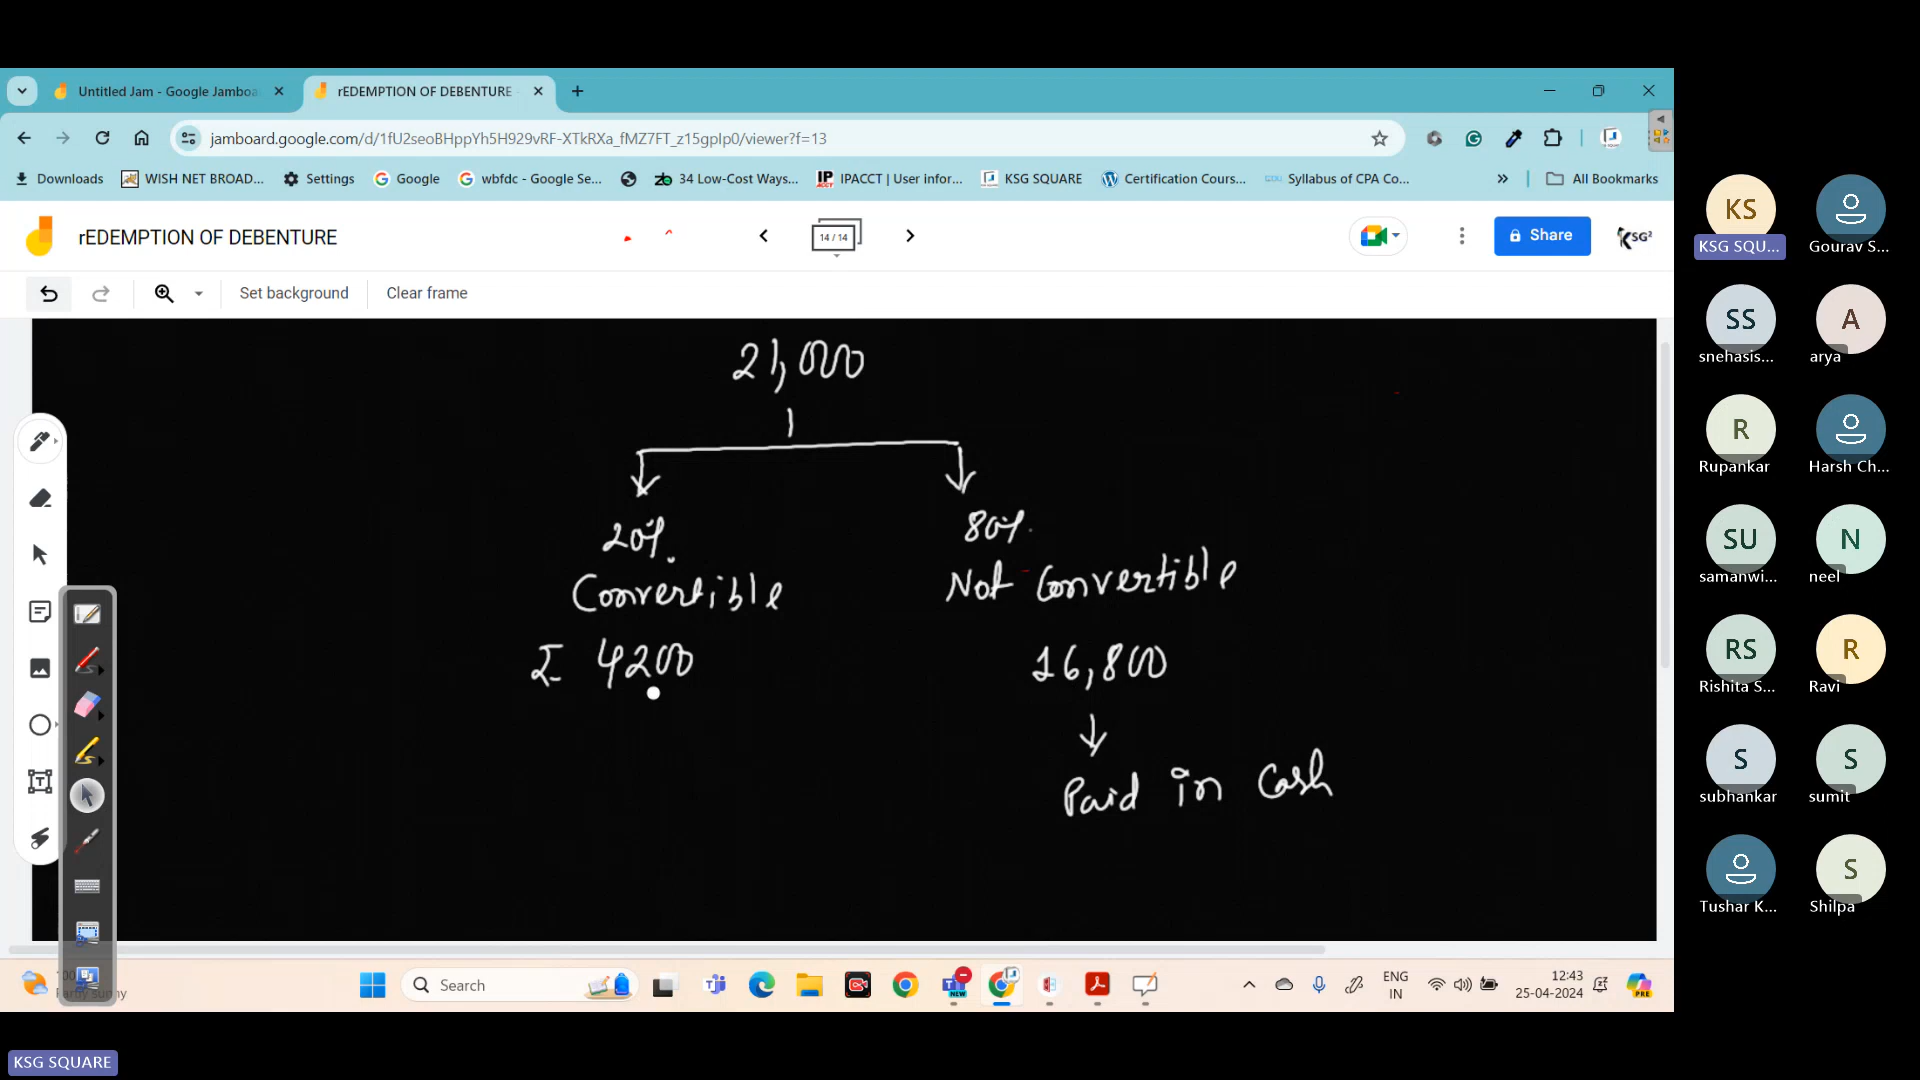 Untitled Jam - Google Jamboa
rEDEMPTION OF DEBENTURE -
jamboard.google.com/d/1fU2seoBHppYh5H929vRF-XTkRXa_fMZ7FT_z15gpIp0/viewer?f=13
Downloads WISH NET BROAD... Settings Google wbfdc - Google Se... 34 Low-Cost Ways... IPACCT | User infor... KSG SQUARE Certification Cours... Syllabus of CPA Co... » All Bookmarks
rEDEMPTION OF DEBENTURE
14 / 14
Share
KSG²
Set background Clear frame
21,000
20%. 80%.
Convertible Not Convertible
Σ 4200 16,800
Paid in Cash
KS
KSG SQU... Gourav S...
SS A
snehasis... arya
R
Rupankar Harsh Ch...
SU N
samanwi... neel
RS R
Rishita S... Ravi
S S
subhankar sumit
S
Tushar K... Shilpa
Search
ENG
IN
12:43
25-04-2024
KSG SQUARE